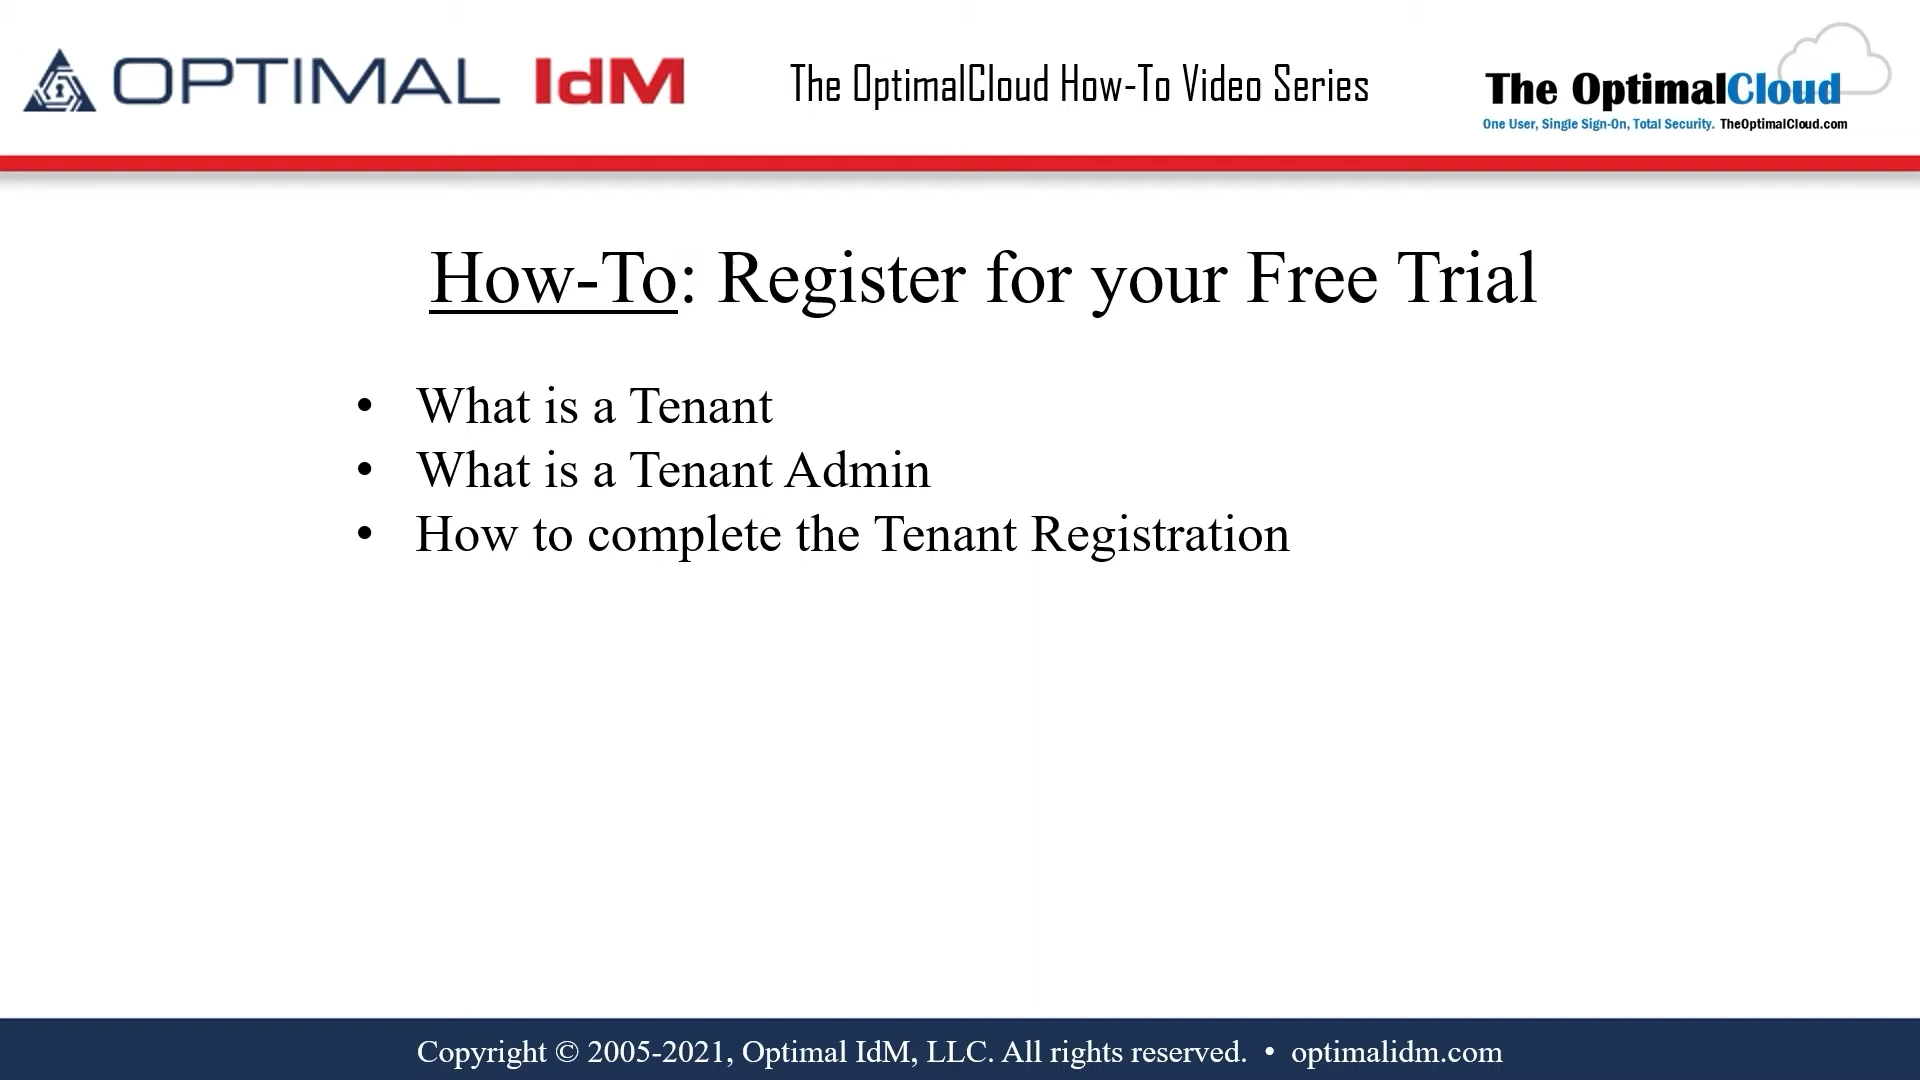 OPTIMAL IdM
The OptimalCloud How-To Video Series
The OptimalCloud
One User, Single Sign-On, Total Security. TheOptimalCloud.com
How-To: Register for your Free Trial
• What is a Tenant
• What is a Tenant Admin
• How to complete the Tenant Registration
Copyright © 2005-2021, Optimal IdM, LLC. All rights reserved. • optimalidm.com